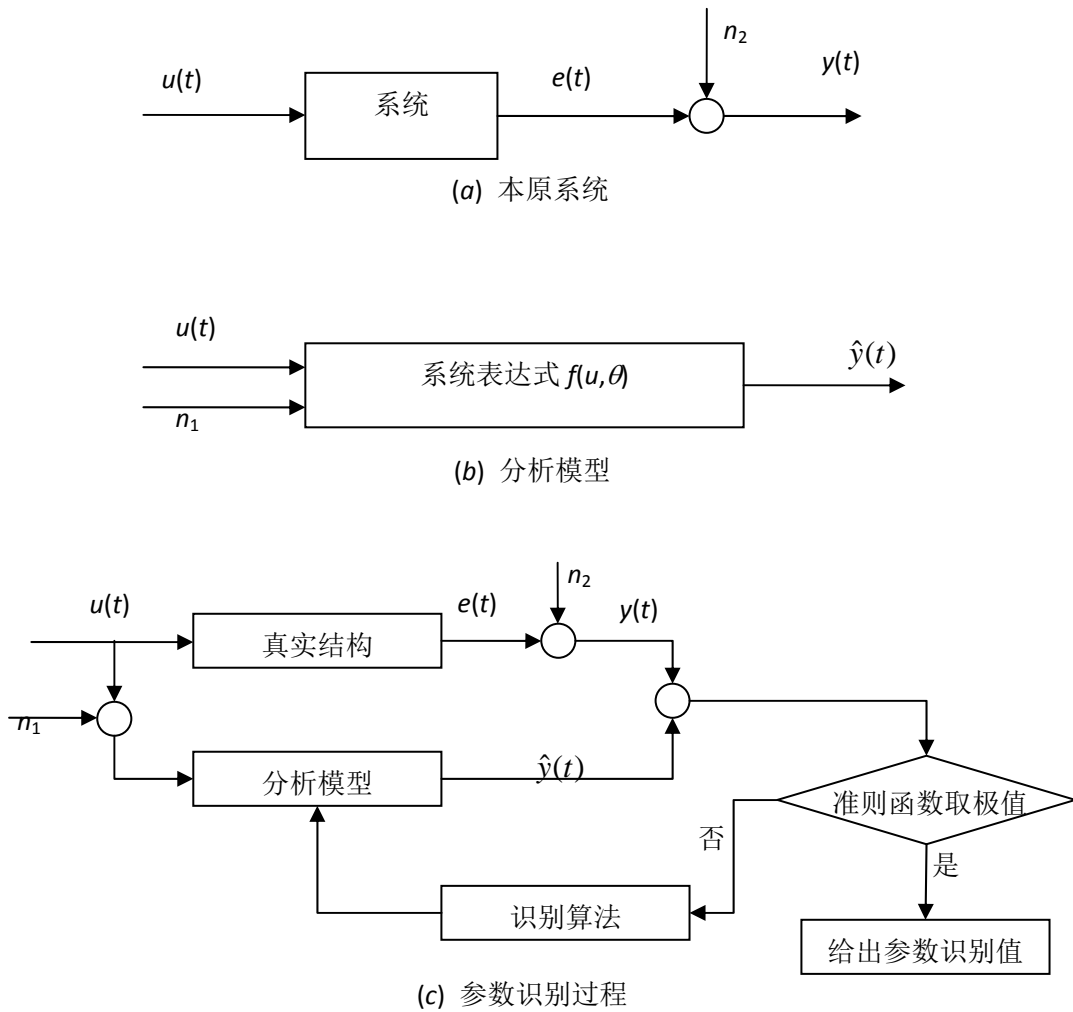 n₂
u(t)
e(t)
y(t)
系统
(a) 本原系统
u(t)
系统表达式 f(u,θ)
ŷ(t)
n₁
(b) 分析模型
n₂
u(t)
e(t)
y(t)
真实结构
n₁
分析模型
ŷ(t)
准则函数取极值
否
是
识别算法
给出参数识别值
(c) 参数识别过程